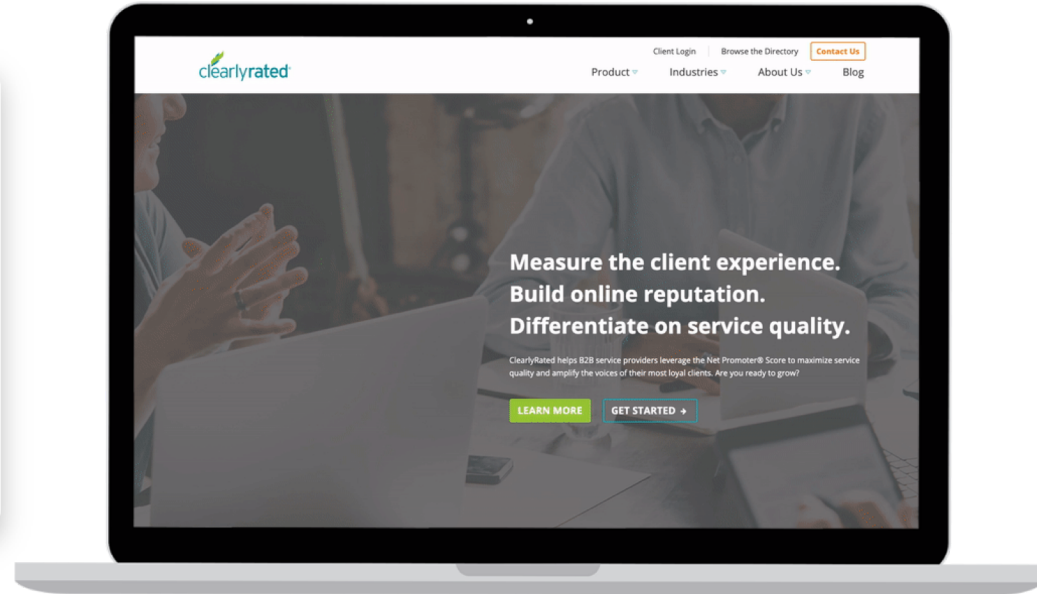 Client Login
Browse the Directory
Contact Us
clearlyrated
Product
Industries
About Us
Blog
Measure the client experience.
Build online reputation.
Differentiate on service quality.
ClearlyRated helps B2B service providers leverage the Net Promoter® Score to maximize service
quality and amplify the voices of their most loyal clients. Are you ready to grow?
LEARN MORE
GET STARTED →